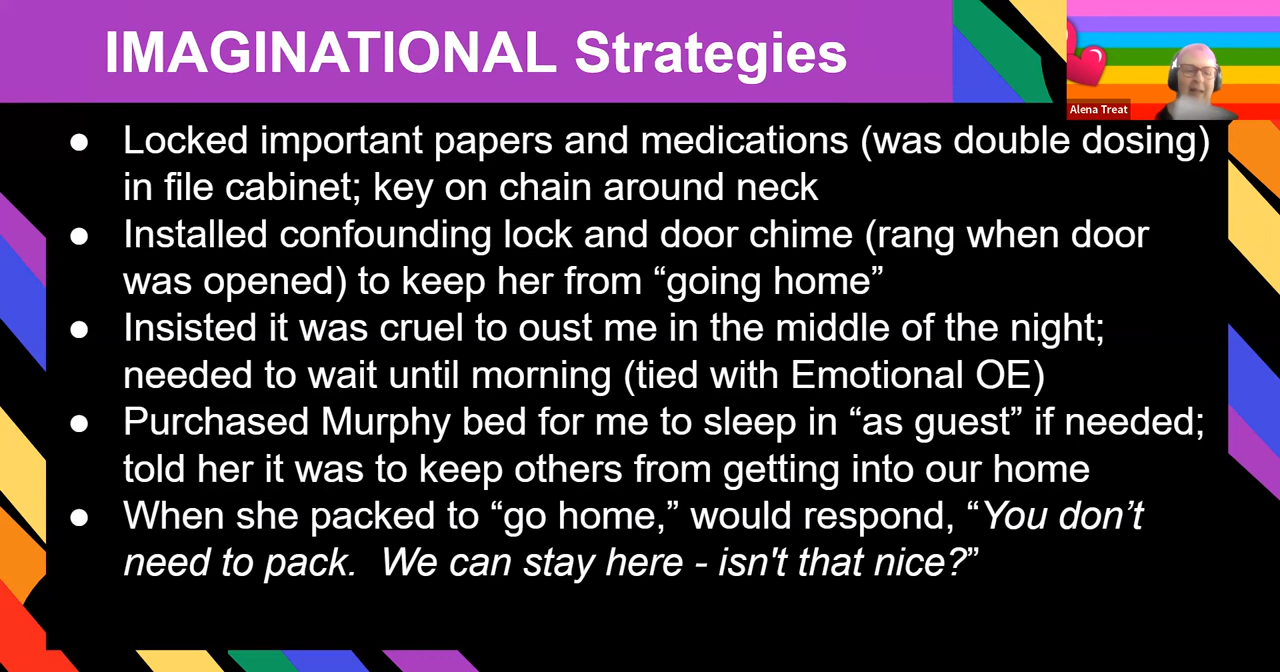 IMAGINATIONAL Strategies
Alena Treat
● Locked important papers and medications (was double dosing)
in file cabinet; key on chain around neck
● Installed confounding lock and door chime (rang when door
was opened) to keep her from “going home”
● Insisted it was cruel to oust me in the middle of the night;
needed to wait until morning (tied with Emotional OE)
● Purchased Murphy bed for me to sleep in “as guest” if needed;
told her it was to keep others from getting into our home
● When she packed to “go home,” would respond, “You don’t
need to pack.  We can stay here - isn't that nice?”